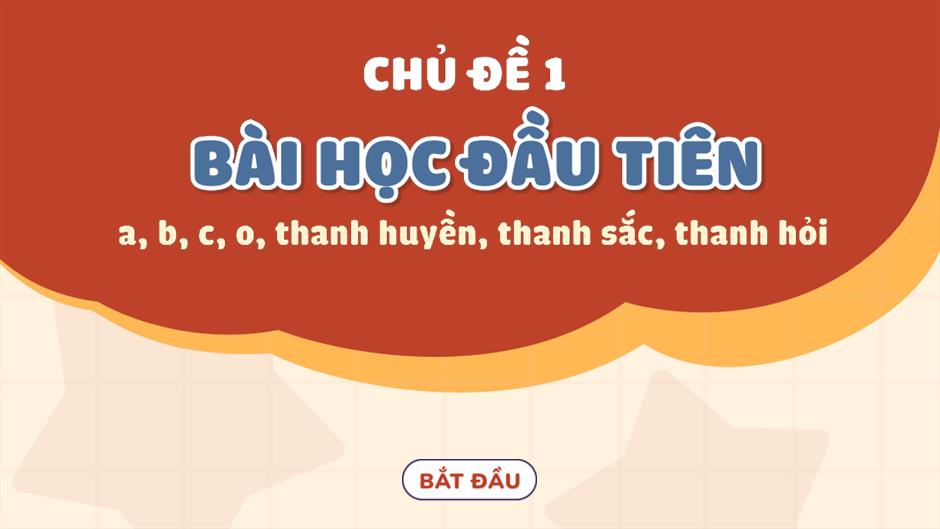 CHỦ ĐỀ 1
BÀI HỌC ĐẦU TIÊN
a, b, c, o, thanh huyền, thanh sắc, thanh hỏi
BẮT ĐẦU